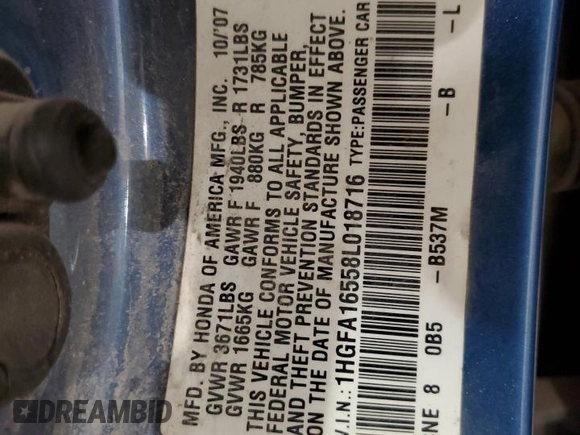 MFD. BY HONDA OF AMERICA MFG., INC. 10/'07
GVWR 3671LBS GAWR F 1940LBS R 1731LBS
GVWR 1665KG GAWR F 880KG R 785KG
THIS VEHICLE CONFORMS TO ALL APPLICABLE
FEDERAL MOTOR VEHICLE SAFETY, BUMPER,
AND THEFT PREVENTION STANDARDS IN EFFECT
ON THE DATE OF MANUFACTURE SHOWN ABOVE.
V.I.N.: 1HGFA16558L018716 TYPE:PASSENGER CAR
NE 8 0B5 -B537M -B -L
DREAMBID